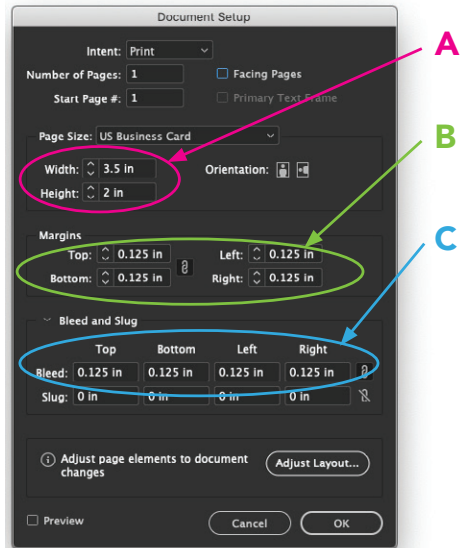 Document Setup
A
Intent: Print
Number of Pages: 1 Facing Pages
Start Page #: 1 Primary Text Frame
Page Size: US Business Card
B
Width: 3.5 in Orientation:
Height: 2 in
Margins
C
Top: 0.125 in Left: 0.125 in
Bottom: 0.125 in Right: 0.125 in
Bleed and Slug
Top Bottom Left Right
Bleed: 0.125 in 0.125 in 0.125 in 0.125 in
Slug: 0 in 0 in 0 in 0 in
Adjust page elements to document
changes
Adjust Layout...
Preview Cancel OK